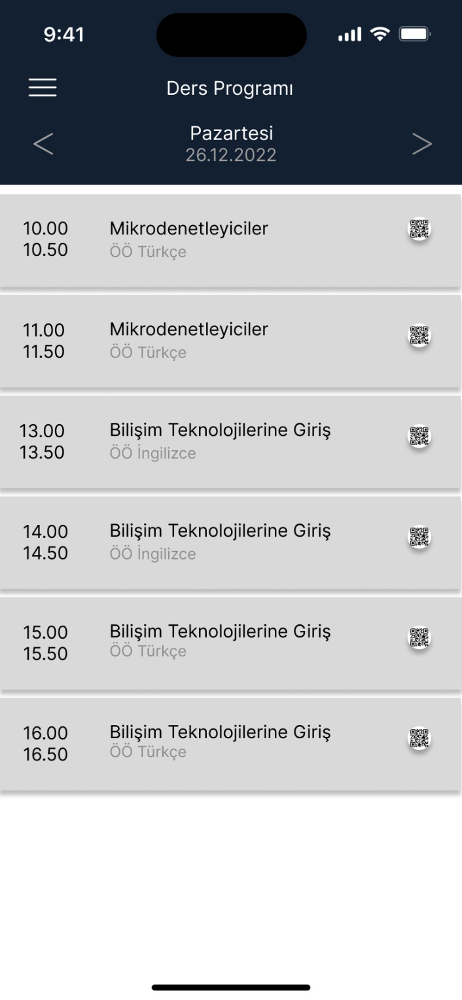 9:41
Ders Programı
<
Pazartesi
>
26.12.2022
10.00
Mikrodenetleyiciler
10.50
ÖÖ Türkçe
11.00
Mikrodenetleyiciler
11.50
ÖÖ Türkçe
13.00
Bilişim Teknolojilerine Giriş
13.50
ÖÖ İngilizce
14.00
Bilişim Teknolojilerine Giriş
14.50
ÖÖ İngilizce
15.00
Bilişim Teknolojilerine Giriş
15.50
ÖÖ Türkçe
16.00
Bilişim Teknolojilerine Giriş
16.50
ÖÖ Türkçe